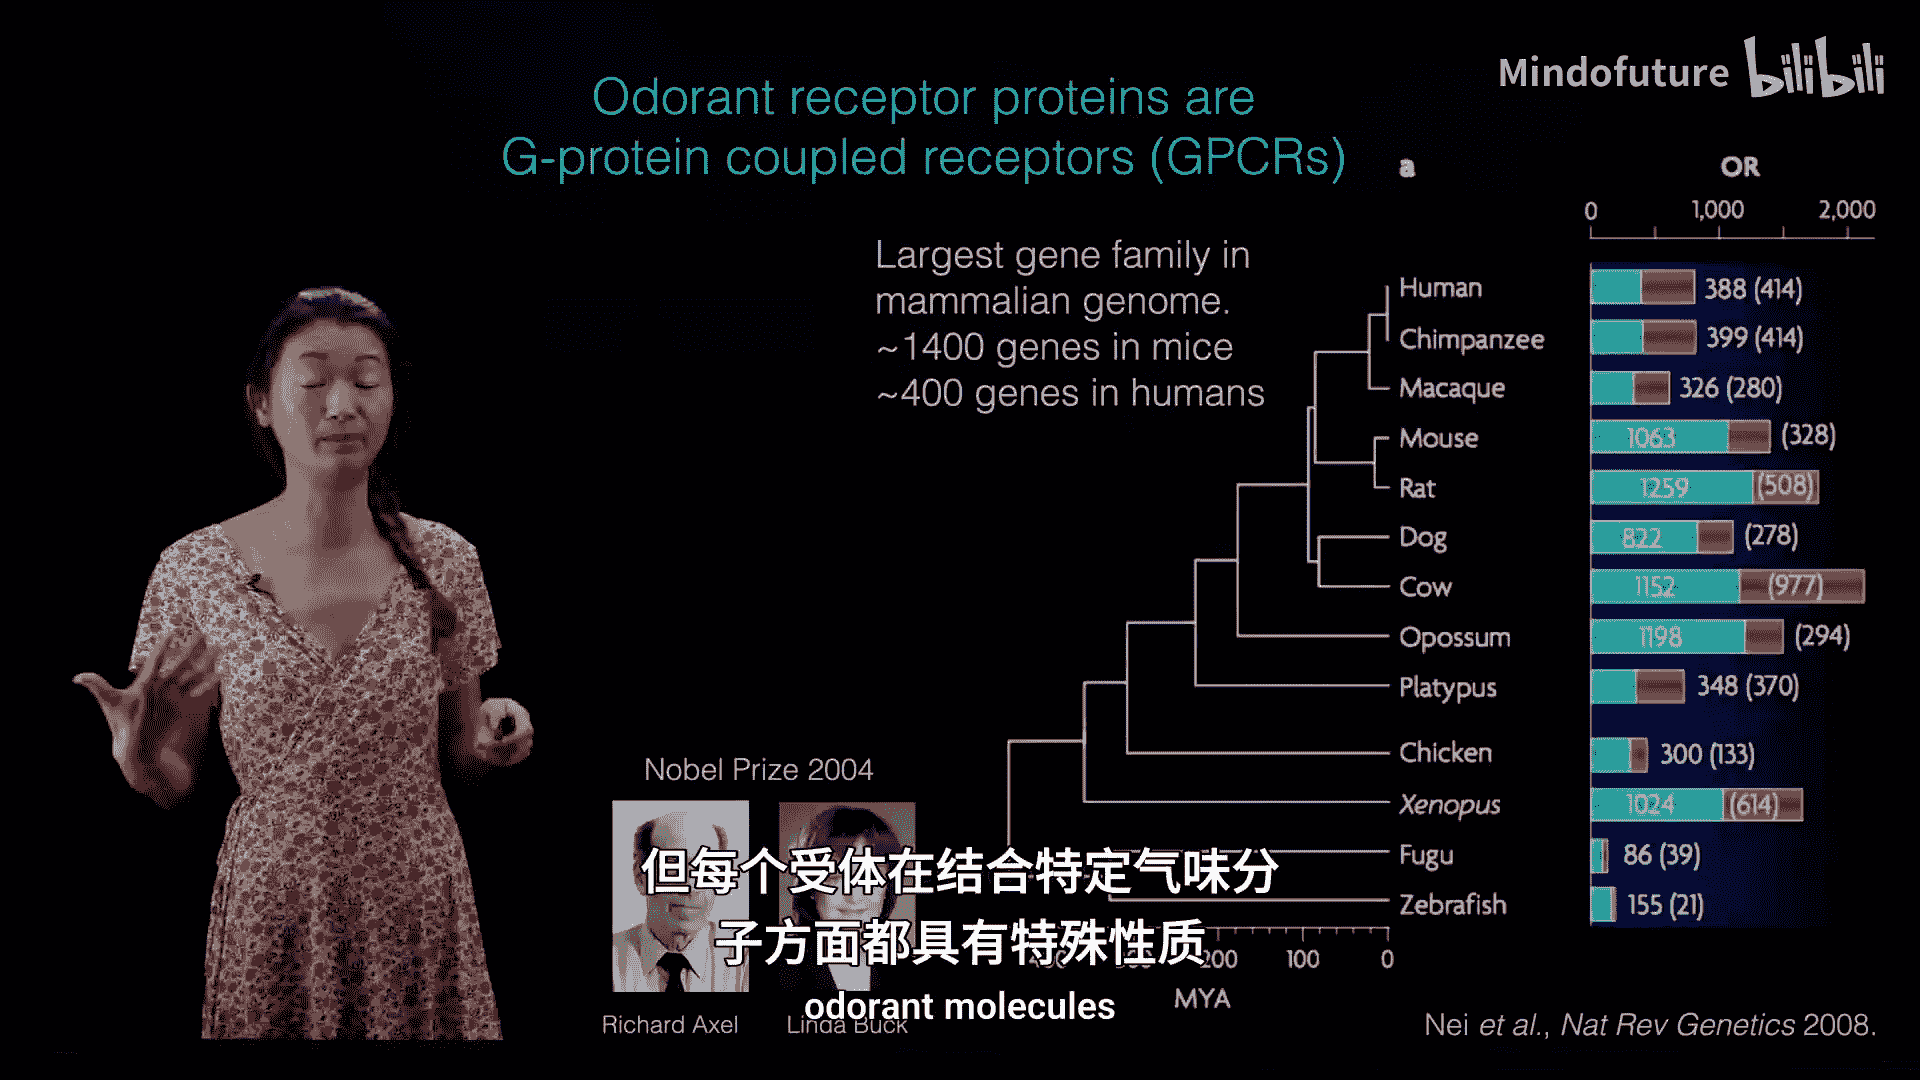 Mindofuture bilibili
Odorant receptor proteins are
G-protein coupled receptors (GPCRs)
Largest gene family in
mammalian genome.
~1400 genes in mice
~400 genes in humans
a
OR
0 1,000 2,000
Human 388 (414)
Chimpanzee 399 (414)
Macaque 326 (280)
Mouse 1063 (328)
Rat 1259 (508)
Dog 822 (278)
Cow 1152 (977)
Opossum 1198 (294)
Platypus 348 (370)
Chicken 300 (133)
Xenopus 1024 (614)
Fugu 86 (39)
Zebrafish 155 (21)
200 100 0
MYA
Nobel Prize 2004
Richard Axel
Linda Buck
但每个受体在结合特定气味分
子方面都具有特殊性质
odorant molecules
Nei et al., Nat Rev Genetics 2008.